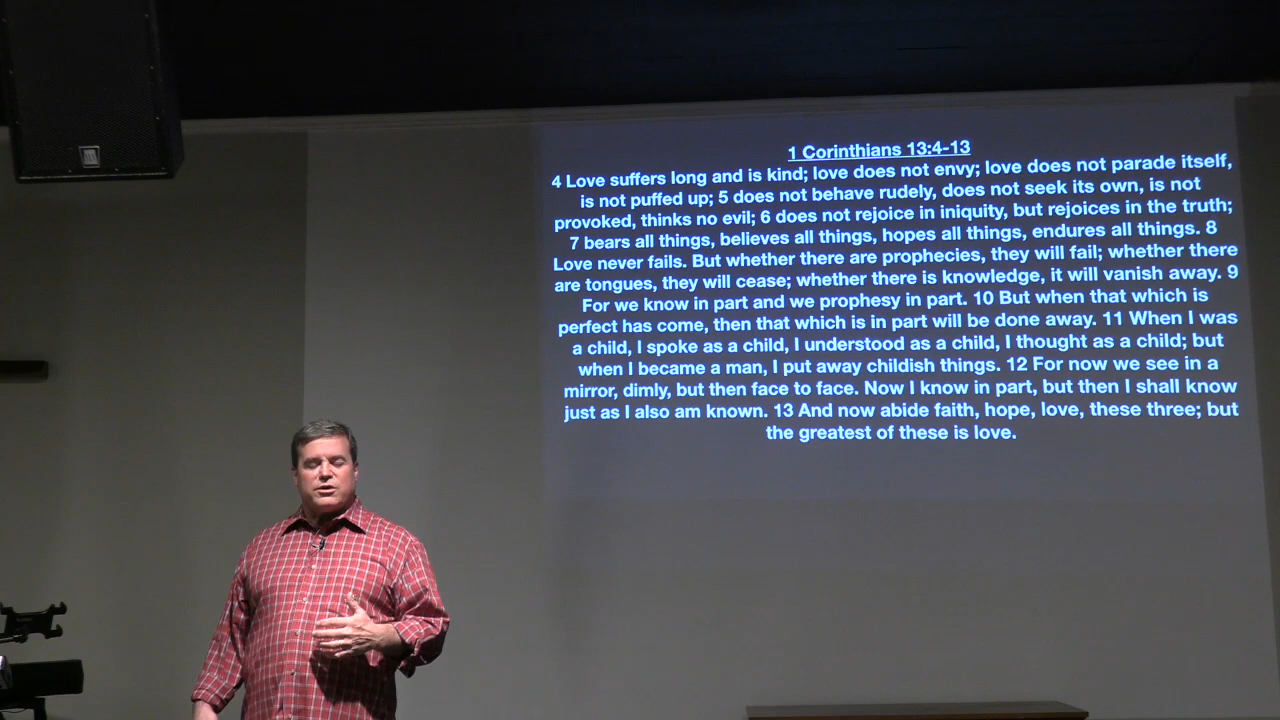 1 Corinthians 13:4-13
4 Love suffers long and is kind; love does not envy; love does not parade itself,
is not puffed up; 5 does not behave rudely, does not seek its own, is not
provoked, thinks no evil; 6 does not rejoice in iniquity, but rejoices in the truth;
7 bears all things, believes all things, hopes all things, endures all things. 8
Love never fails. But whether there are prophecies, they will fail; whether there
are tongues, they will cease; whether there is knowledge, it will vanish away. 9
For we know in part and we prophesy in part. 10 But when that which is
perfect has come, then that which is in part will be done away. 11 When I was
a child, I spoke as a child, I understood as a child, I thought as a child; but
when I became a man, I put away childish things. 12 For now we see in a
mirror, dimly, but then face to face. Now I know in part, but then I shall know
just as I also am known. 13 And now abide faith, hope, love, these three; but
the greatest of these is love.